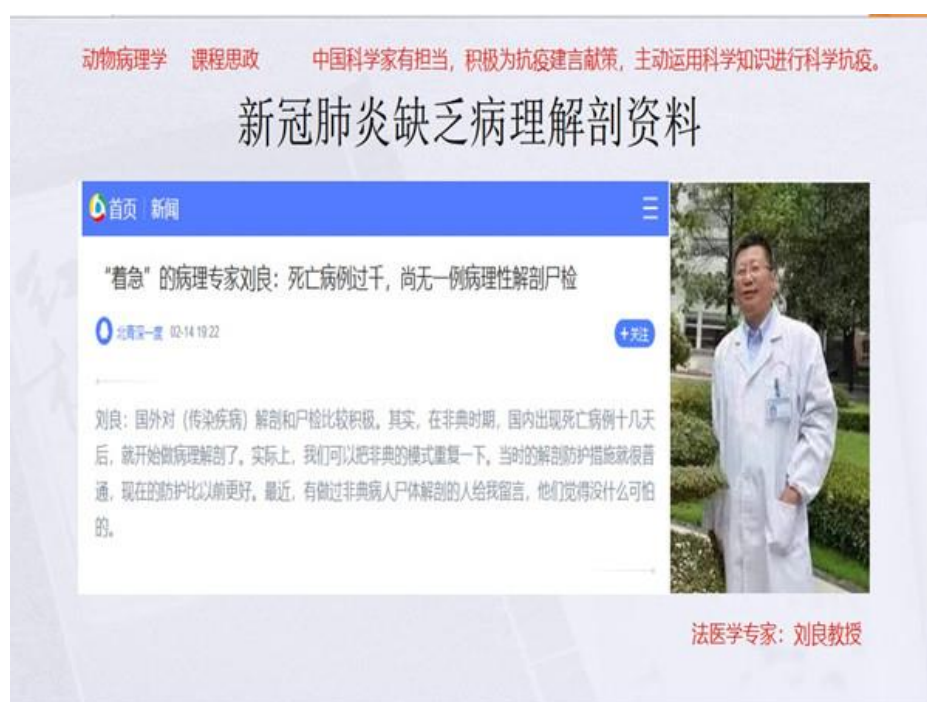 动物病理学 课程思政 中国科学家有担当，积极为抗疫建言献策，主动运用科学知识进行科学抗疫。
新冠肺炎缺乏病理解剖资料
首页 新闻
“着急”的病理专家刘良：死亡病例过千，尚无一例病理性解剖尸检
北青深一度 02-14 19:22
+关注
刘良：国外对（传染疾病）解剖和尸检比较积极。其实，在非典时期，国内出现死亡病例十几天
后，就开始做病理解剖了。实际上，我们可以把非典的模式重复一下。当时的解剖防护措施就很普
通，现在的防护比以前更好。最近，有做过非典病人尸体解剖的人给我留言，他们觉得没什么可怕
的。
法医学专家：刘良教授